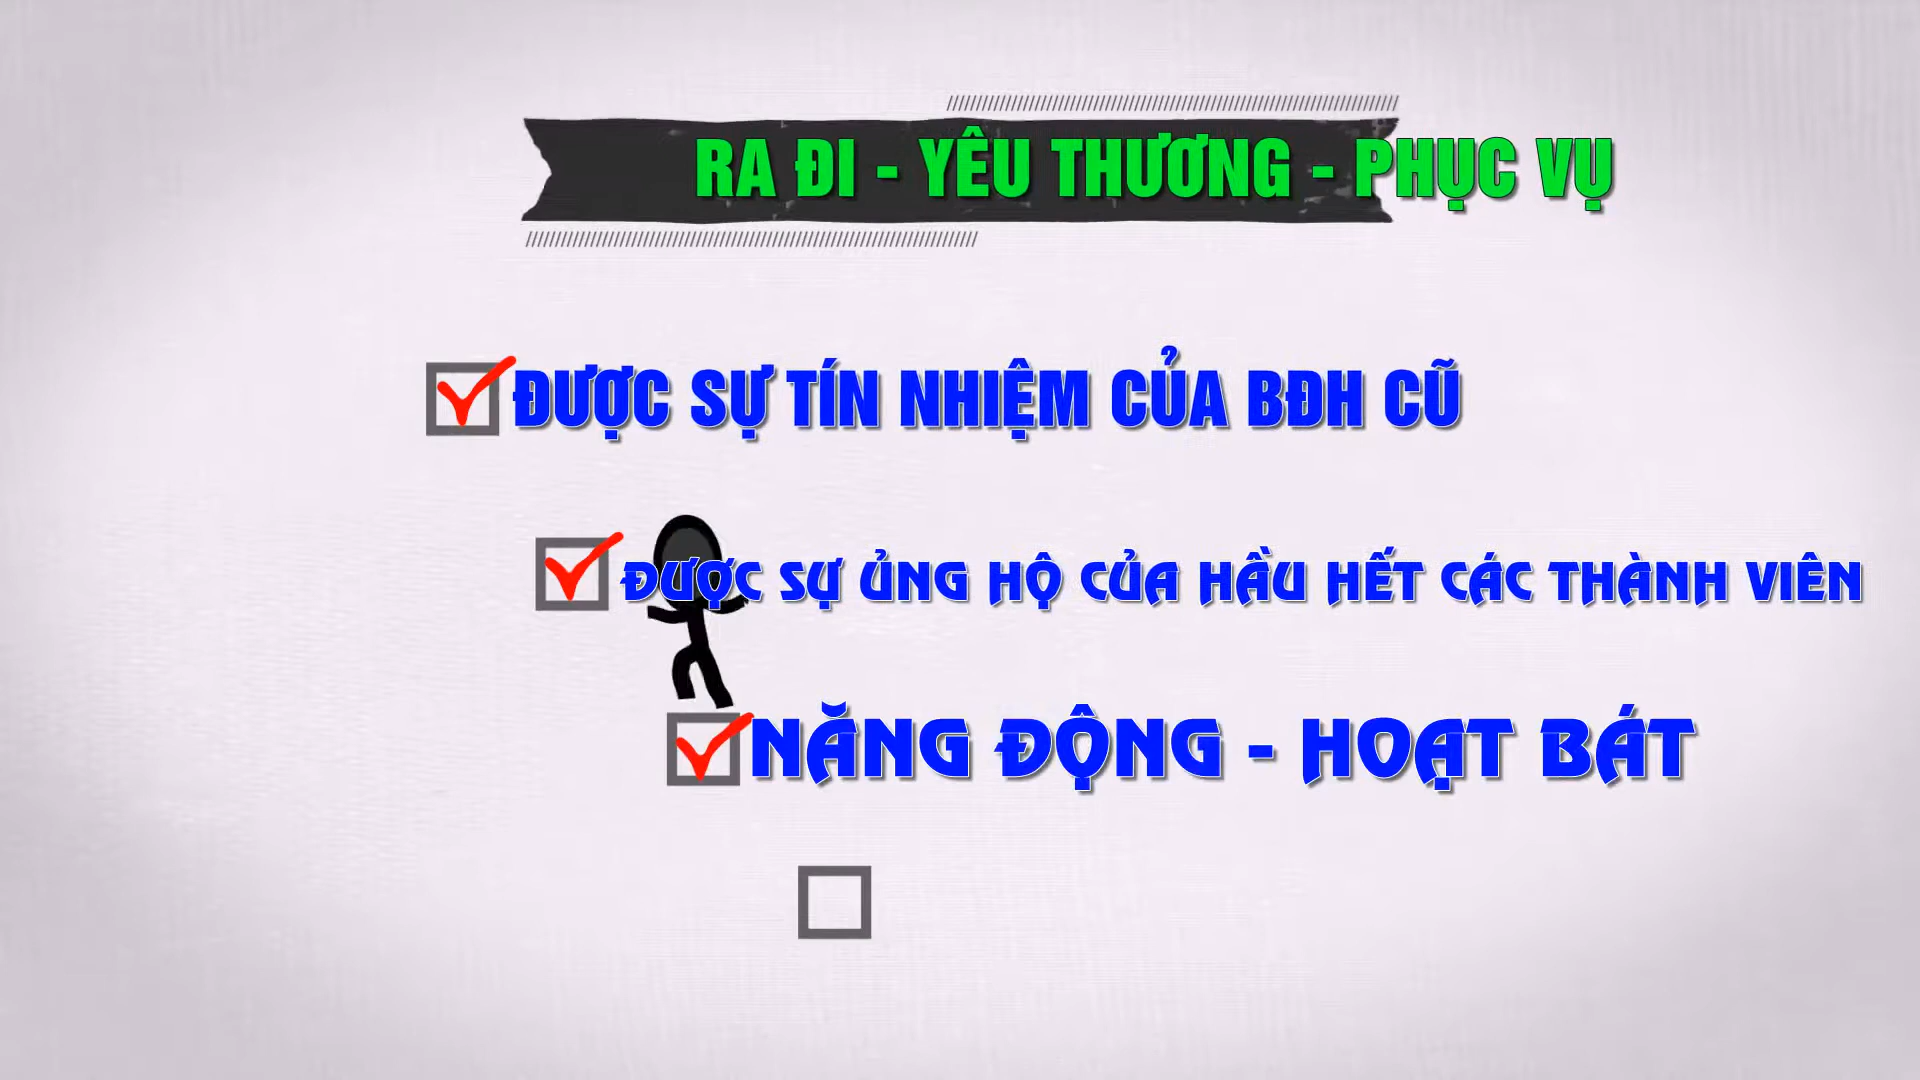 RA ĐI - YÊU THƯƠNG - PHỤC VỤ
ĐƯỢC SỰ TÍN NHIỆM CỦA BĐH CŨ
ĐƯỢC SỰ ỦNG HỘ CỦA HẦU HẾT CÁC THÀNH VIÊN
NĂNG ĐỘNG - HOẠT BÁT